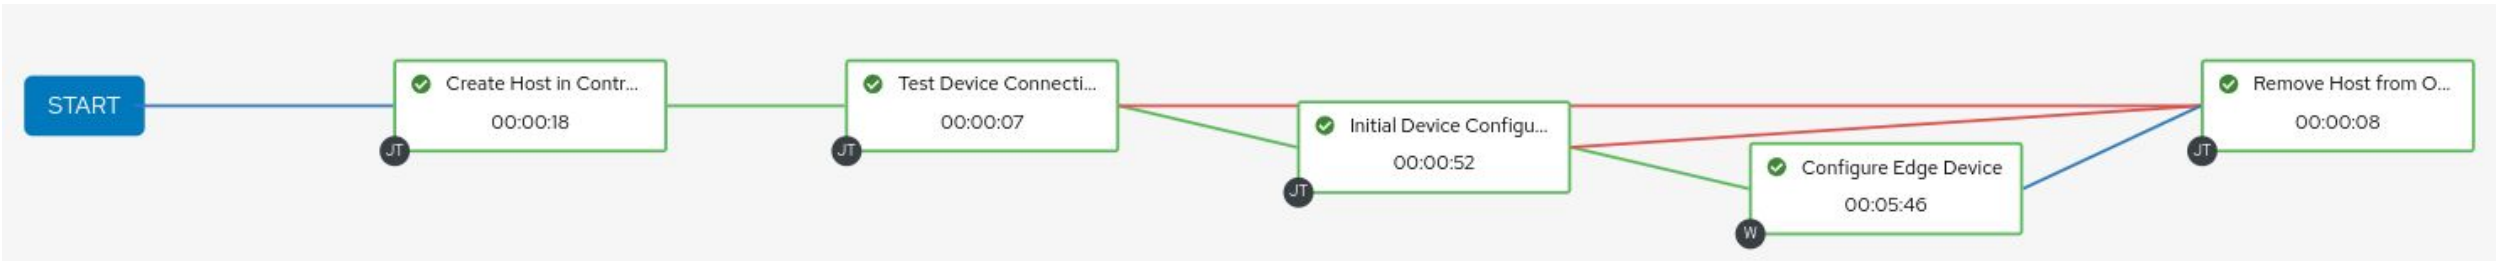 START
Create Host in Contr...
00:00:18
JT
Test Device Connecti...
00:00:07
JT
Initial Device Configu...
00:00:52
JT
Configure Edge Device
00:05:46
W
Remove Host from O...
00:00:08
JT